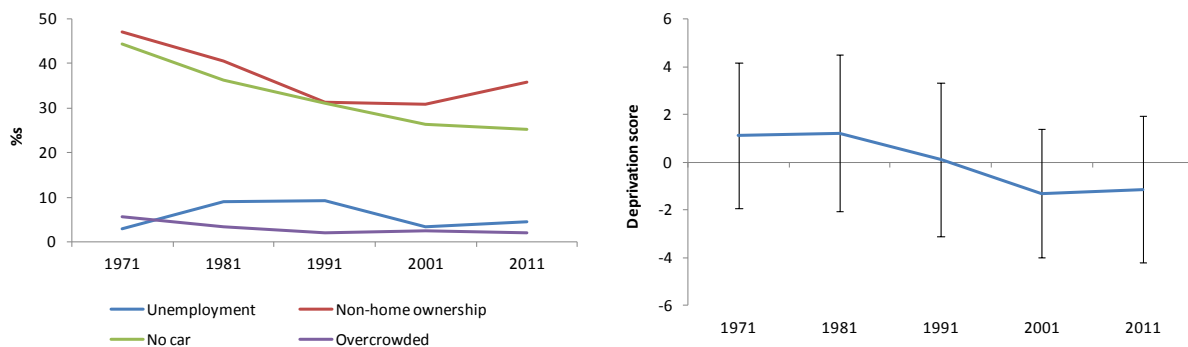 50
40
30
20
10
0
%s
1971 1981 1991 2001 2011
Unemployment Non-home ownership
No car Overcrowded
6
4
2
0
-2
-4
-6
Deprivation score
1971 1981 1991 2001 2011